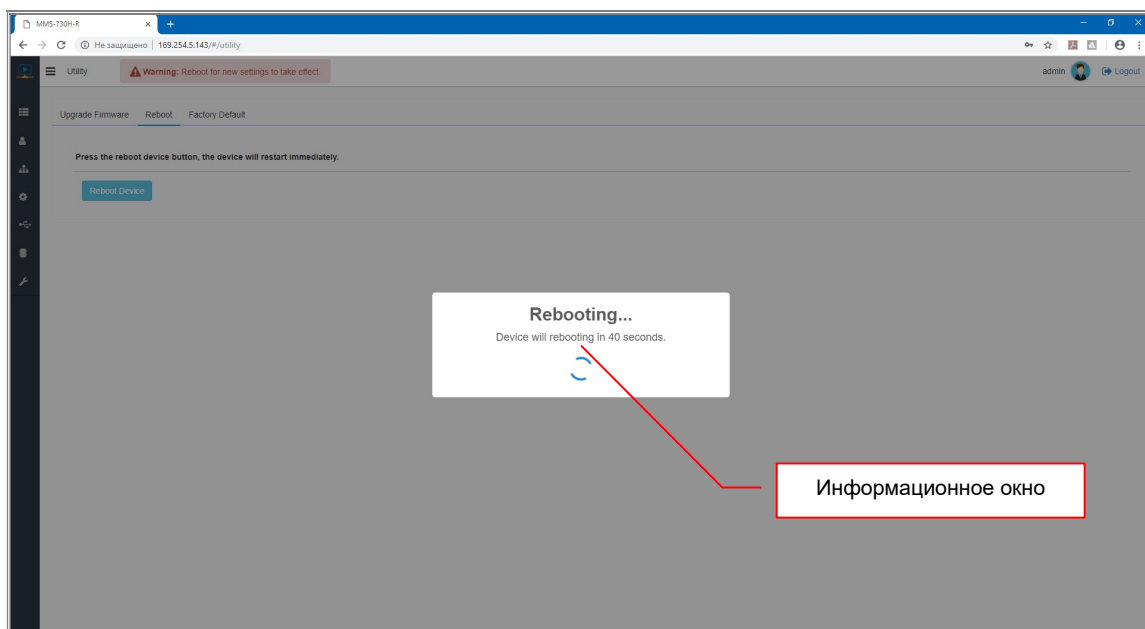 MMS-730H-R
Не защищено | 169.254.5.143/#/utility
Utility
Warning: Reboot for new settings to take effect.
admin
Logout
Upgrade Firmware Reboot Factory Default
Press the reboot device button, the device will restart immediately.
Reboot Device
Rebooting...
Device will rebooting in 40 seconds.
Информационное окно